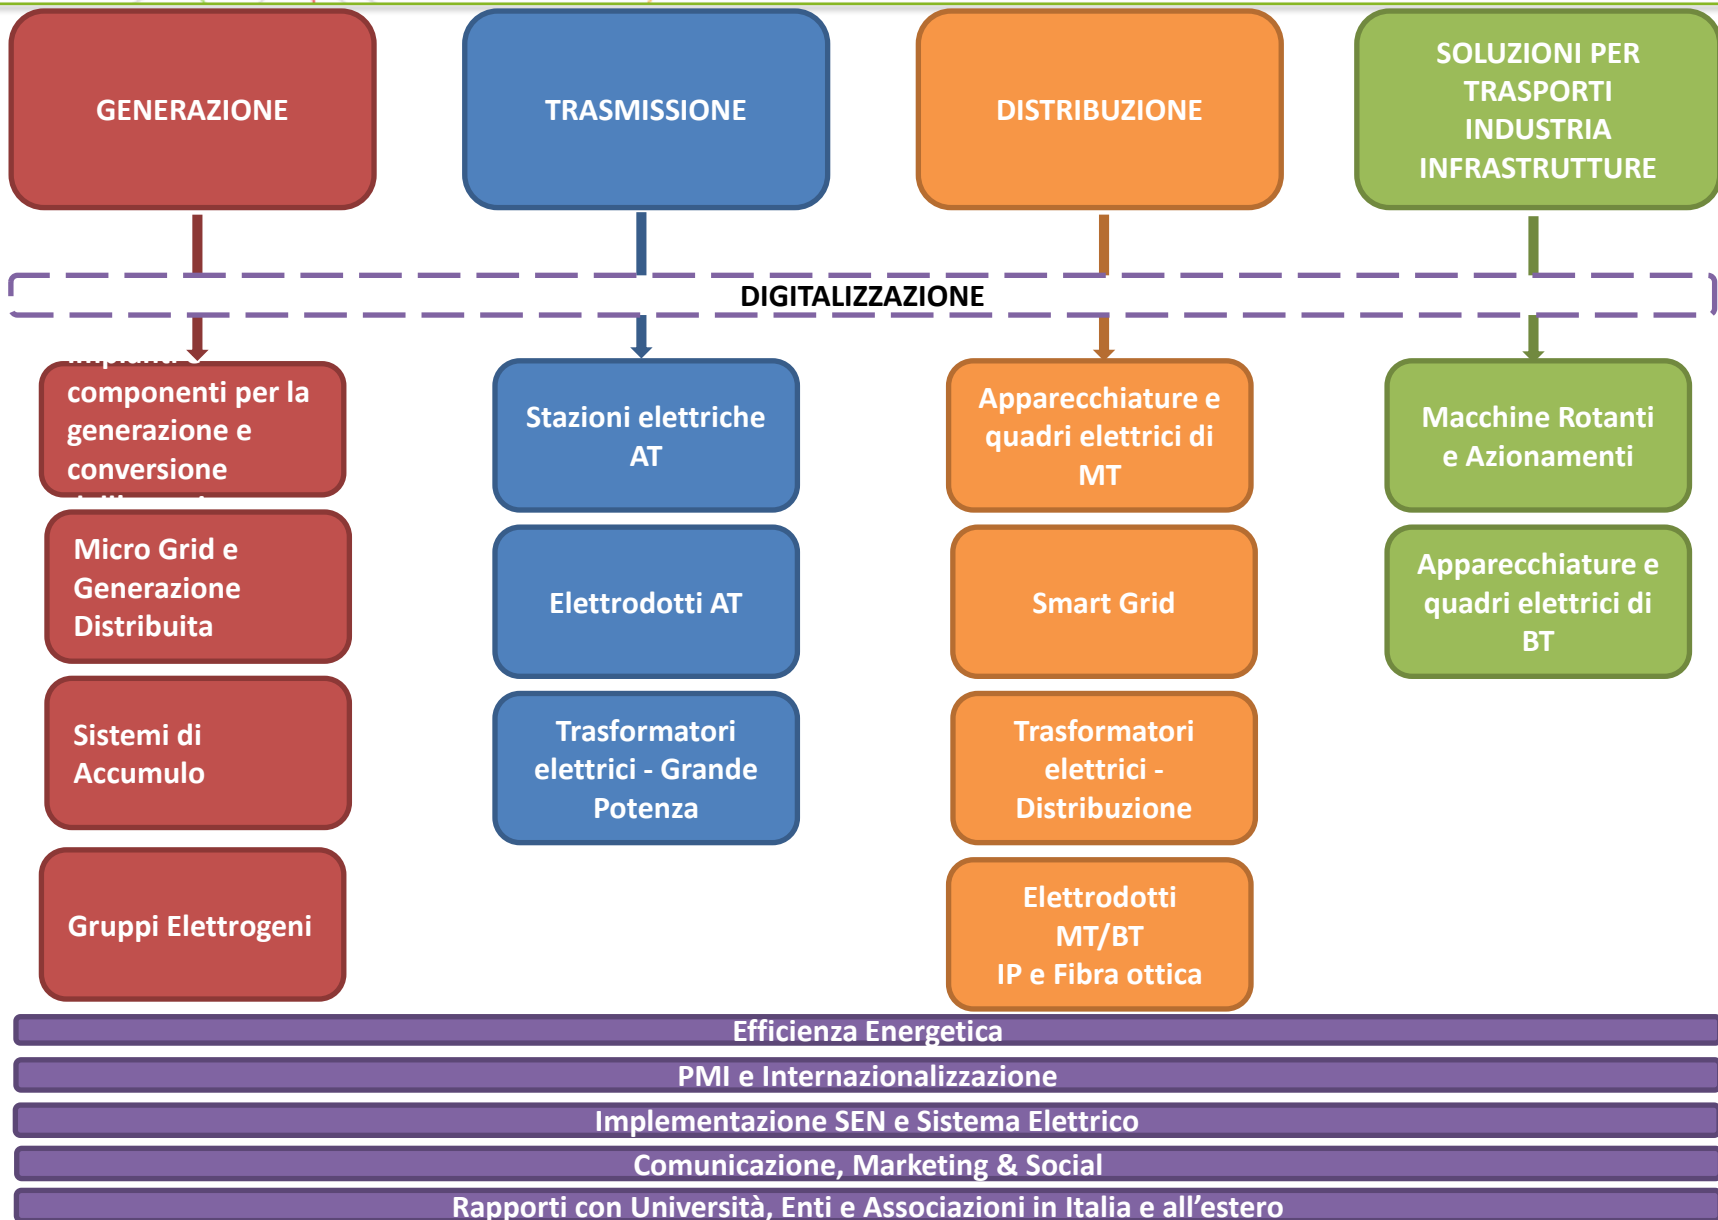 GENERAZIONE
TRASMISSIONE
DISTRIBUZIONE
SOLUZIONI PER
TRASPORTI
INDUSTRIA
INFRASTRUTTURE
DIGITALIZZAZIONE
componenti per la
generazione e
conversione
Micro Grid e
Generazione
Distribuita
Sistemi di
Accumulo
Gruppi Elettrogeni
Stazioni elettriche
AT
Elettrodotti AT
Trasformatori
elettrici - Grande
Potenza
Apparecchiature e
quadri elettrici di
MT
Smart Grid
Trasformatori
elettrici -
Distribuzione
Elettrodotti
MT/BT
IP e Fibra ottica
Macchine Rotanti
e Azionamenti
Apparecchiature e
quadri elettrici di
BT
Efficienza Energetica
PMI e Internazionalizzazione
Implementazione SEN e Sistema Elettrico
Comunicazione, Marketing & Social
Rapporti con Università, Enti e Associazioni in Italia e all'estero